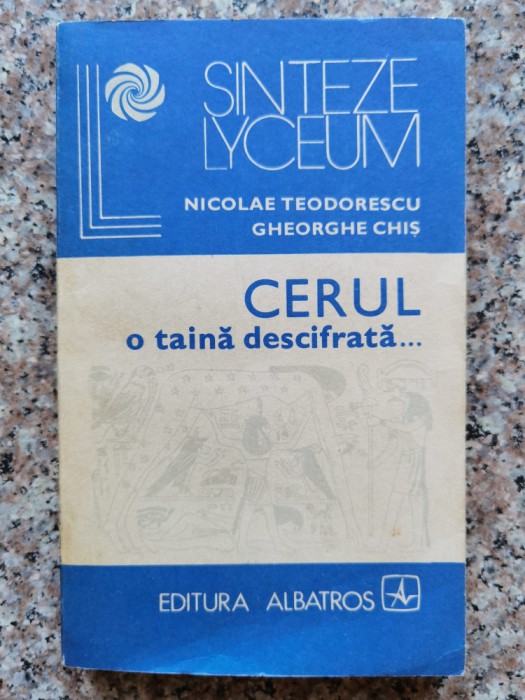 SINTEZE
LYCEUM
NICOLAE TEODORESCU
GHEORGHE CHIȘ
CERUL
o taină descifrată...
EDITURA ALBATROS